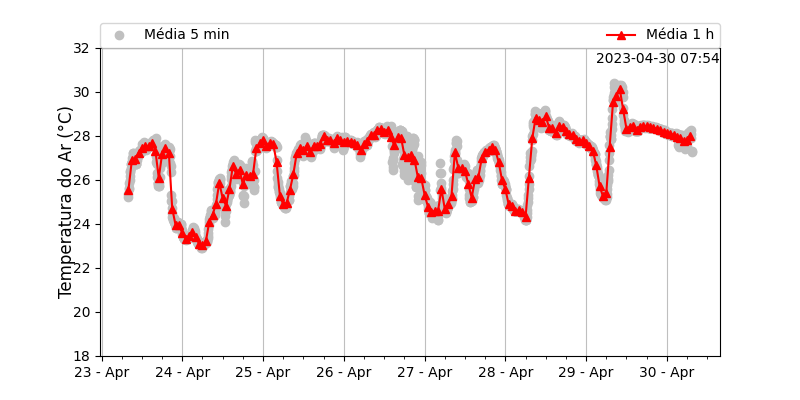 Média 5 min
Média 1 h
2023-04-30 07:54
Temperatura do Ar (°C)
32
30
28
26
24
22
20
18
23 - Apr
24 - Apr
25 - Apr
26 - Apr
27 - Apr
28 - Apr
29 - Apr
30 - Apr